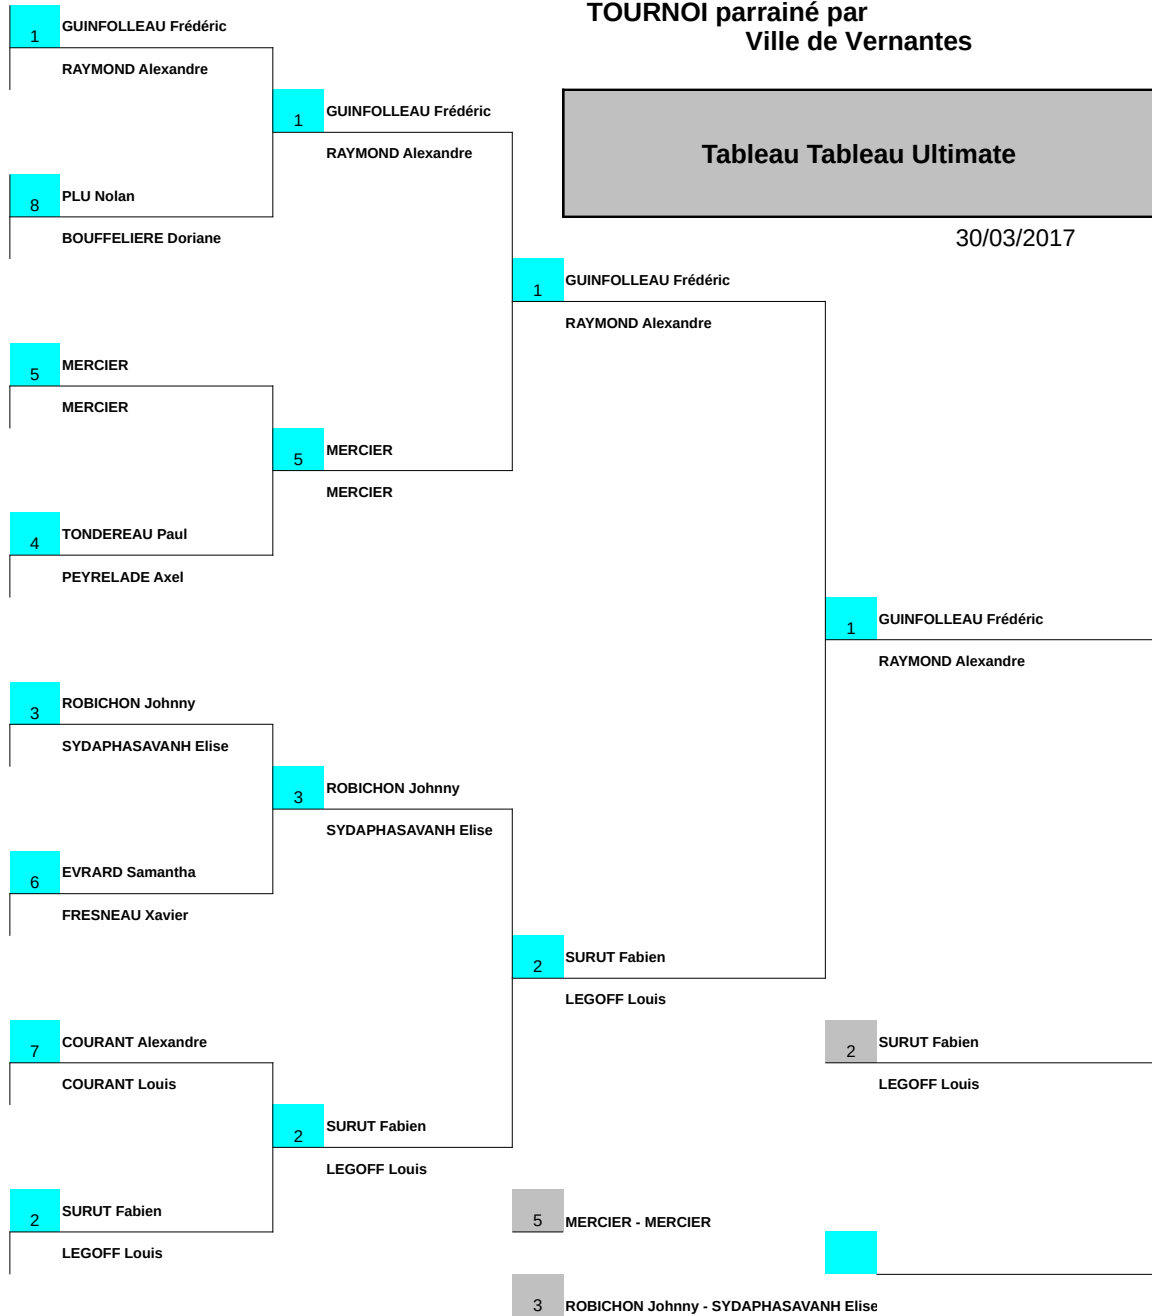 TOURNOI parrainé par
Ville de Vernantes
Tableau Tableau Ultimate
30/03/2017
1 GUINFOLLEAU Frédéric
RAYMOND Alexandre
8 PLU Nolan
BOUFFELIERE Doriane
5 MERCIER
MERCIER
4 TONDEREAU Paul
PEYRELADE Axel
3 ROBICHON Johnny
SYDAPHASAVANH Elise
6 EVRARD Samantha
FRESNEAU Xavier
7 COURANT Alexandre
COURANT Louis
2 SURUT Fabien
LEGOFF Louis
1 GUINFOLLEAU Frédéric
RAYMOND Alexandre
5 MERCIER
MERCIER
3 ROBICHON Johnny
SYDAPHASAVANH Elise
2 SURUT Fabien
LEGOFF Louis
1 GUINFOLLEAU Frédéric
RAYMOND Alexandre
2 SURUT Fabien
LEGOFF Louis
5 MERCIER - MERCIER
3 ROBICHON Johnny - SYDAPHASAVANH Elise
1 GUINFOLLEAU Frédéric
RAYMOND Alexandre
2 SURUT Fabien
LEGOFF Louis